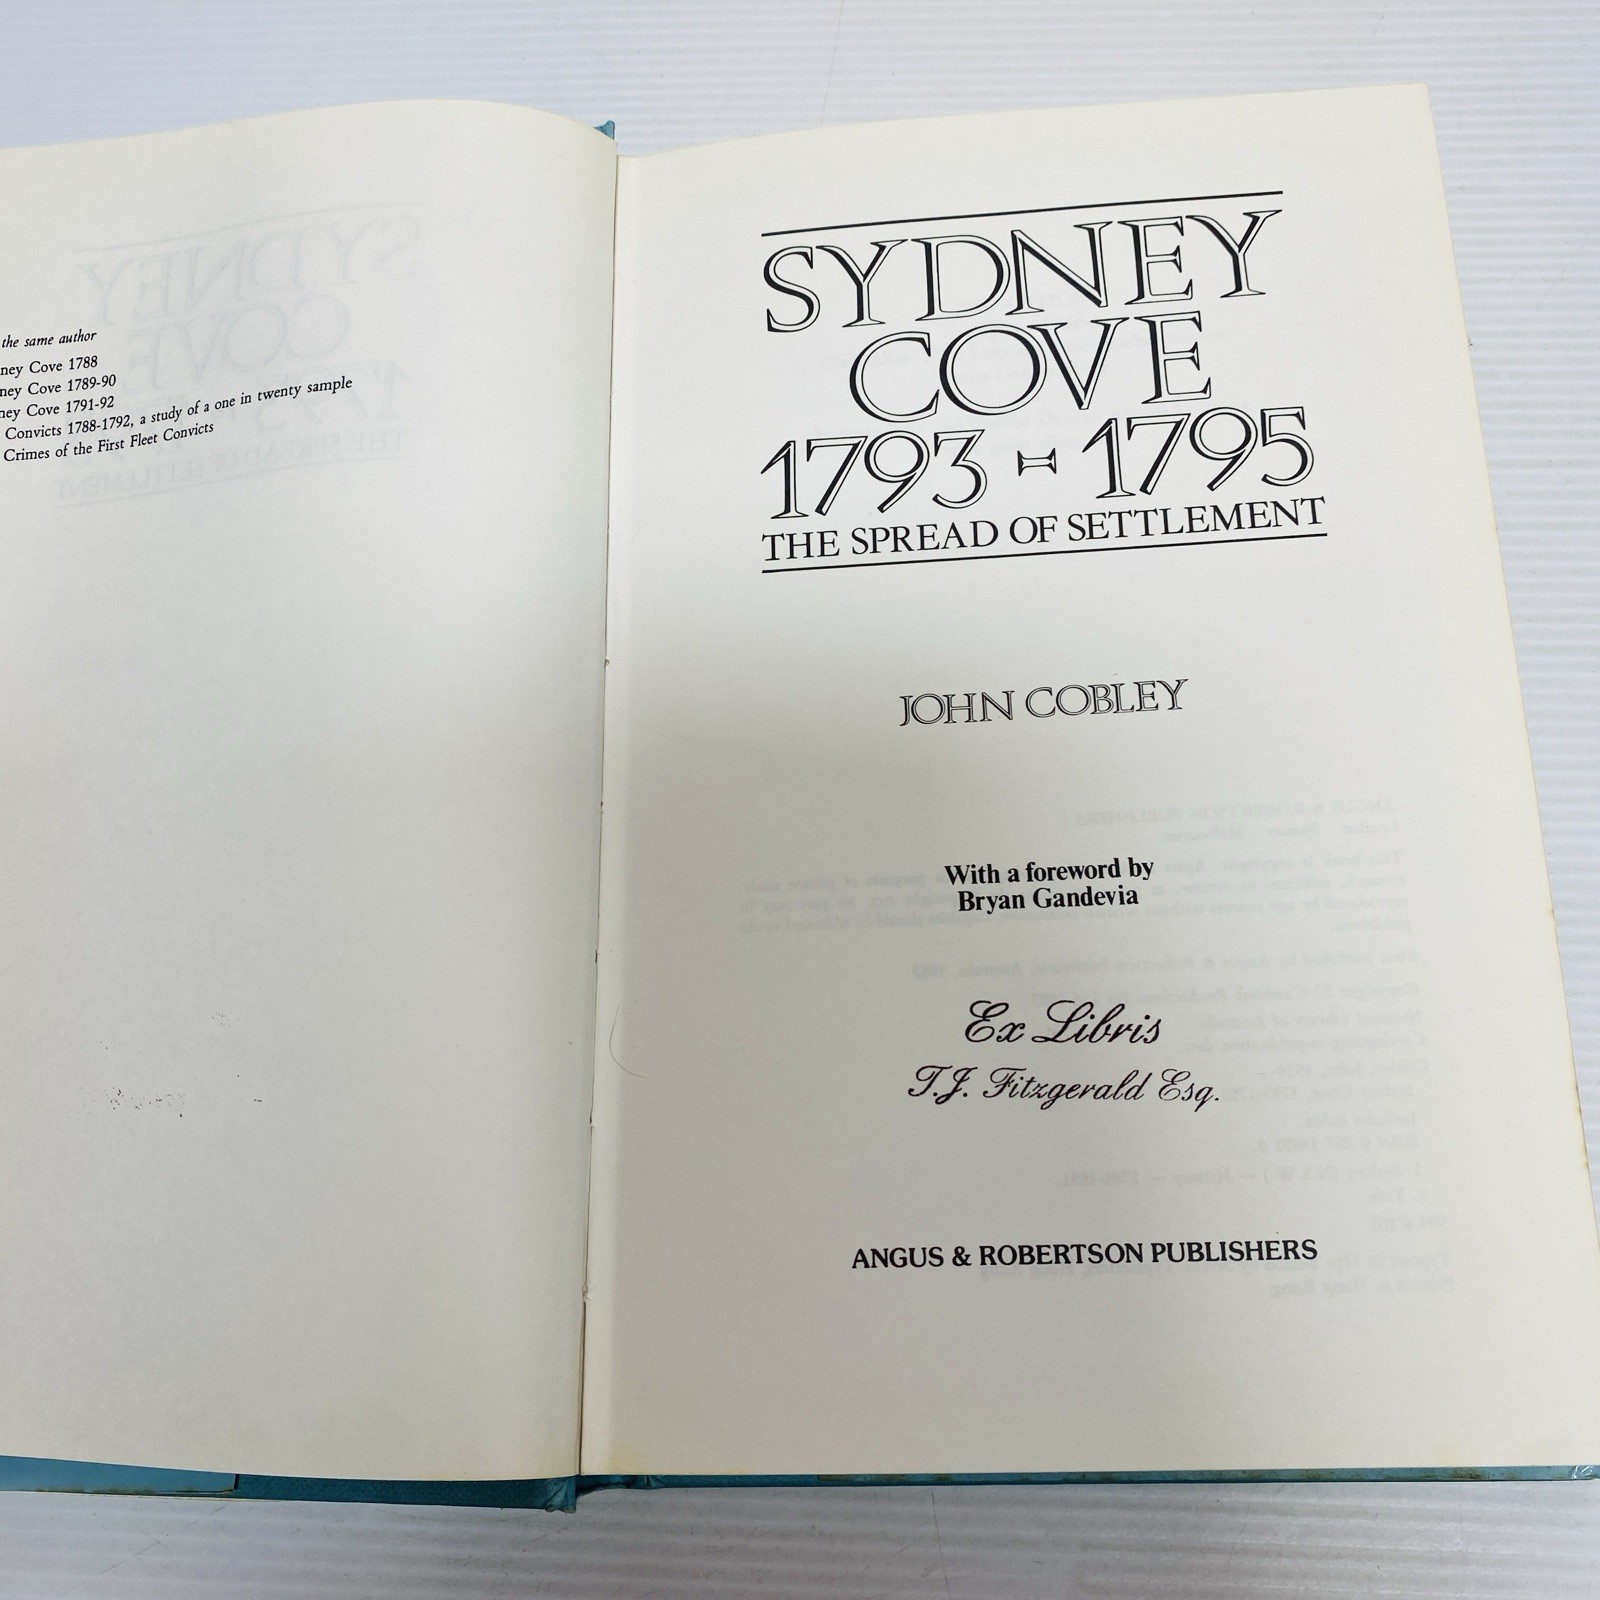 the same author
ney Cove 1788
ney Cove 1789-90
ney Cove 1791-92
Convicts 1788-1792, a study of a one in twenty sample
Crimes of the First Fleet Convicts
SYDNEY
COVE
1793-1795
THE SPREAD OF SETTLEMENT
JOHN COBLEY
With a foreword by
Bryan Gandevia
Ex Libris
T.J. Fitzgerald Esq.
ANGUS & ROBERTSON PUBLISHERS